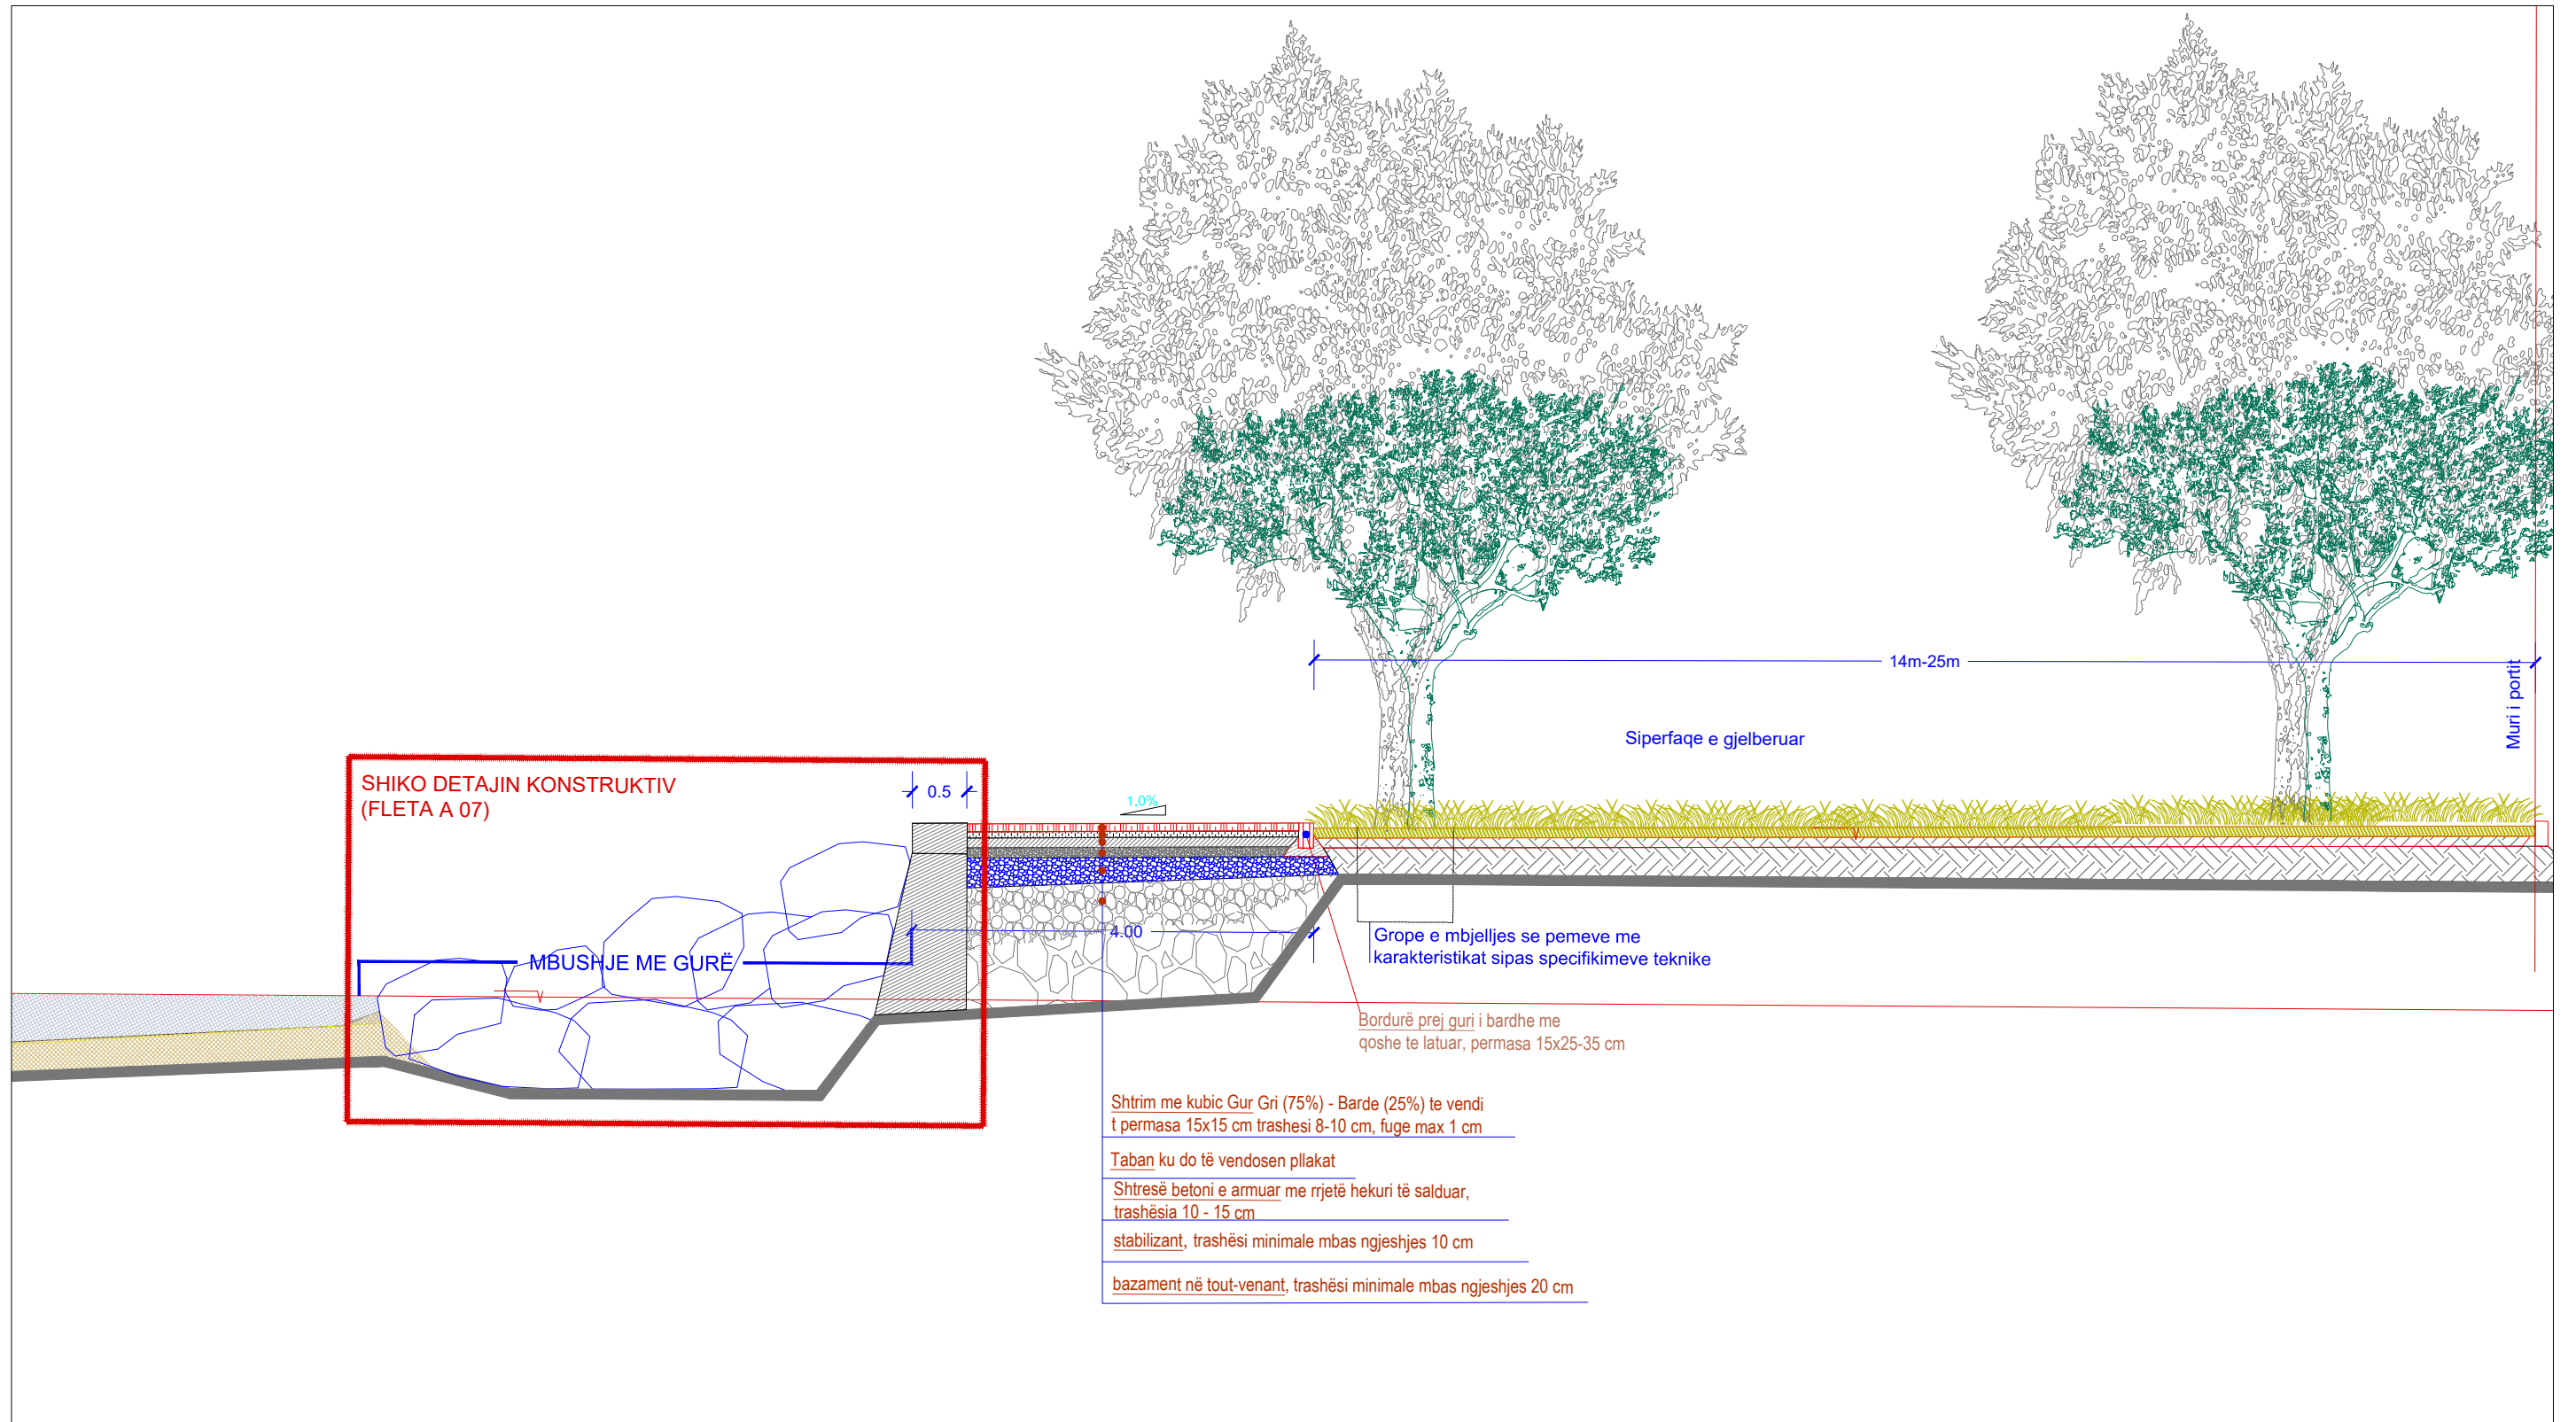 14m-25m
Muri i portit
Siperfaqe e gjelberuar
SHIKO DETAJIN KONSTRUKTIV
(FLETA A 07)
0.5
1.0%
4.00
MBUSHJE ME GURË
Grope e mbjelljes se pemeve me
karakteristikat sipas specifikimeve teknike
Bordurë prej guri i bardhe me
qoshe te latuar, permasa 15x25-35 cm
Shtrim me kubic Gur Gri (75%) - Barde (25%) te vendi
t permasa 15x15 cm trashesi 8-10 cm, fuge max 1 cm
Taban ku do të vendosen pllakat
Shtresë betoni e armuar me rrjetë hekuri të salduar,
trashësia 10 - 15 cm
stabilizant, trashësi minimale mbas ngjeshjes 10 cm
bazament në tout-venant, trashësi minimale mbas ngjeshjes 20 cm